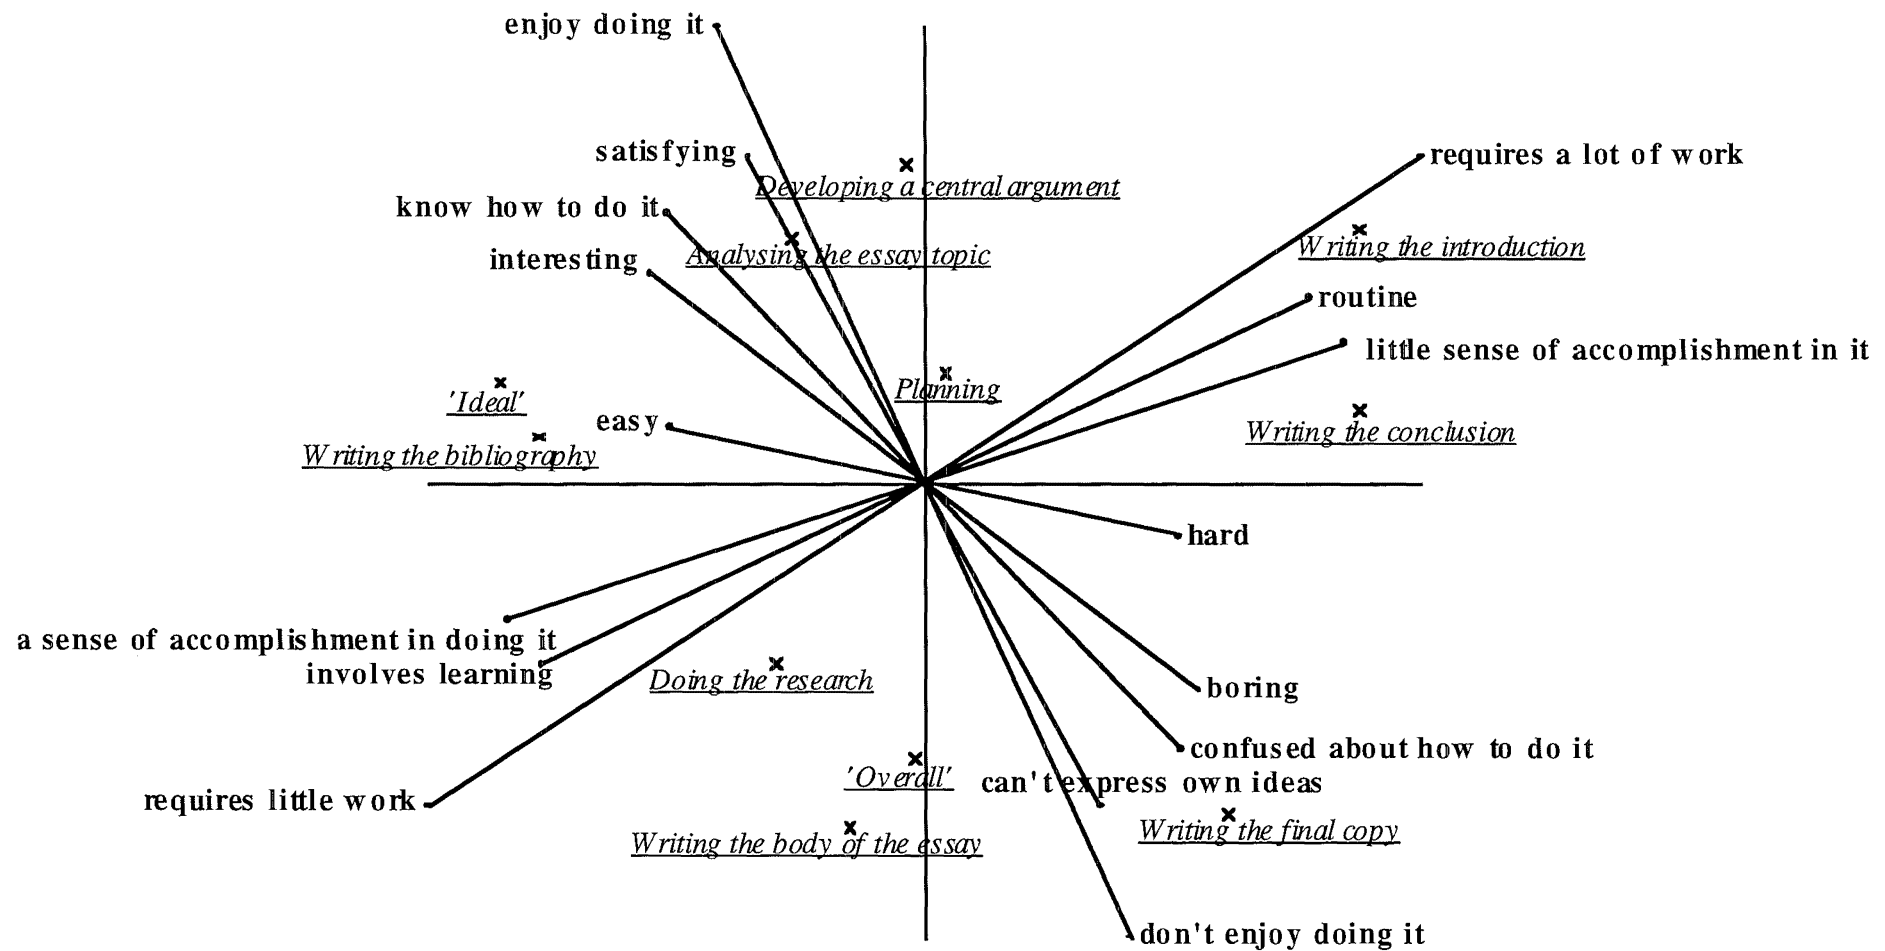 enjoy doing it
satisfying
requires a lot of work
Developing a central argument
know how to do it
Writing the introduction
Analysing the essay topic
interesting
routine
little sense of accomplishment in it
Planning
'Ideal'
easy
Writing the conclusion
Writing the bibliography
hard
a sense of accomplishment in doing it
involves learning
Doing the research
boring
confused about how to do it
'Overall'
can't express own ideas
requires little work
Writing the final copy
Writing the body of the essay
don't enjoy doing it